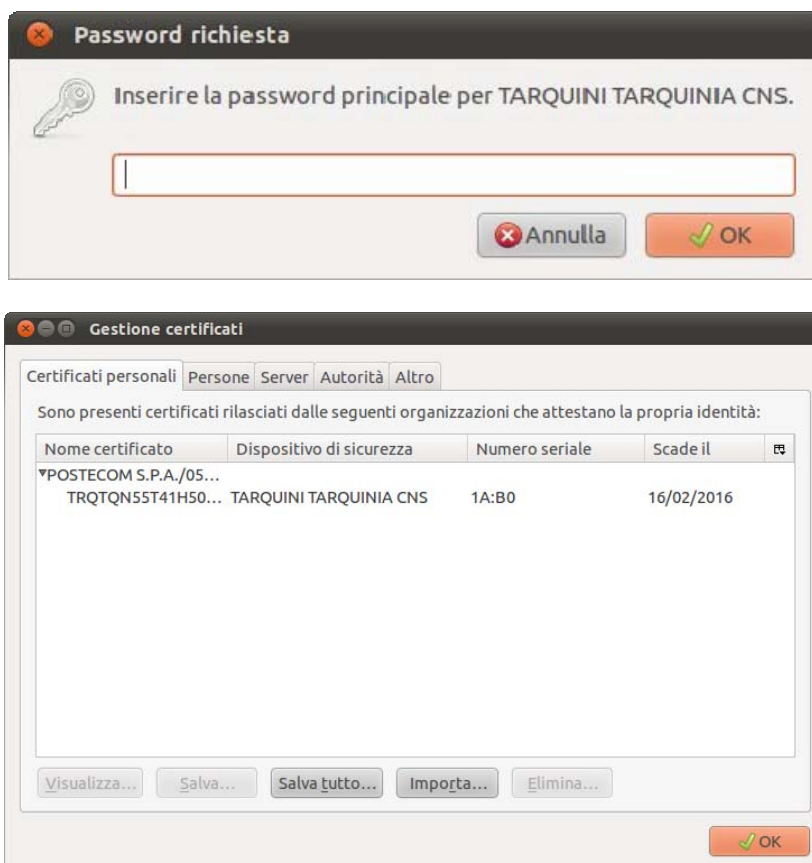 Password richiesta
Inserire la password principale per TARQUINI TARQUINIA CNS.
Annulla OK
Gestione certificati
Certificati personali Persone Server Autorità Altro
Sono presenti certificati rilasciati dalle seguenti organizzazioni che attestano la propria identità:
Nome certificato Dispositivo di sicurezza Numero seriale Scade il
POSTECOM S.P.A./05...
TRQTQN55T41H50... TARQUINI TARQUINIA CNS 1A:B0 16/02/2016
Visualizza... Salva... Salva tutto... Importa... Elimina...
OK